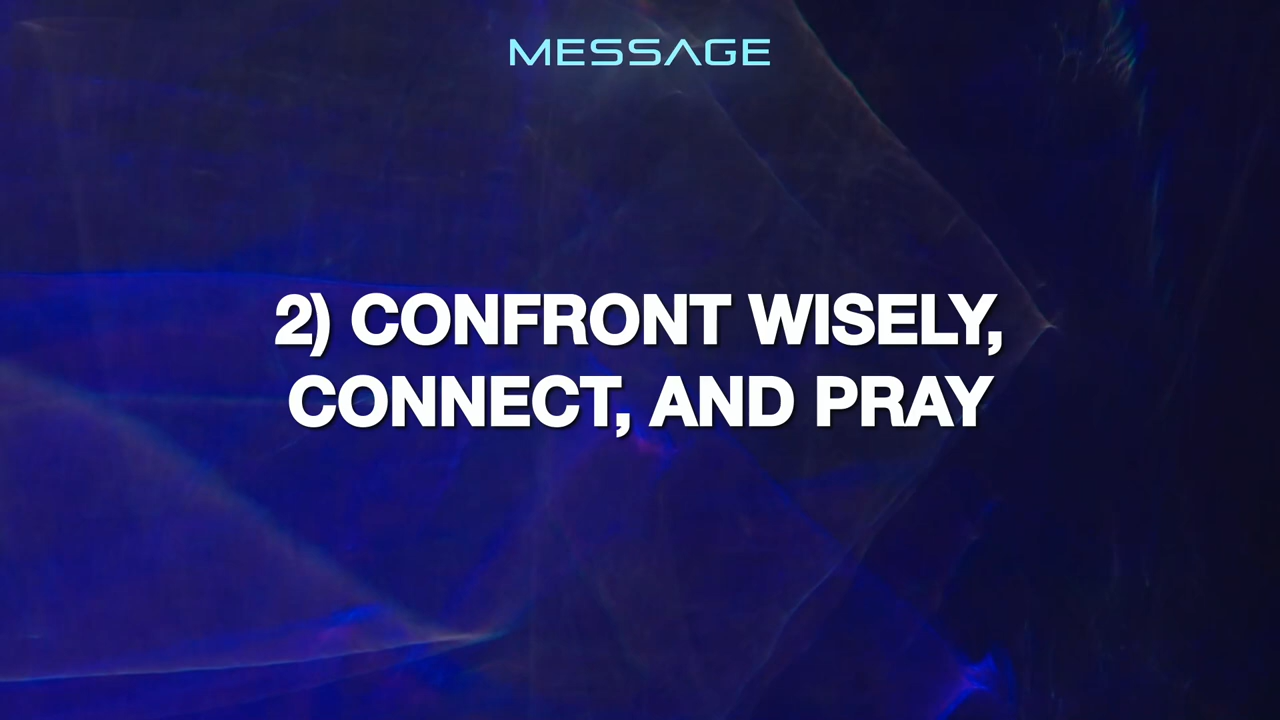 MESSAGE
2) CONFRONT WISELY,
CONNECT, AND PRAY